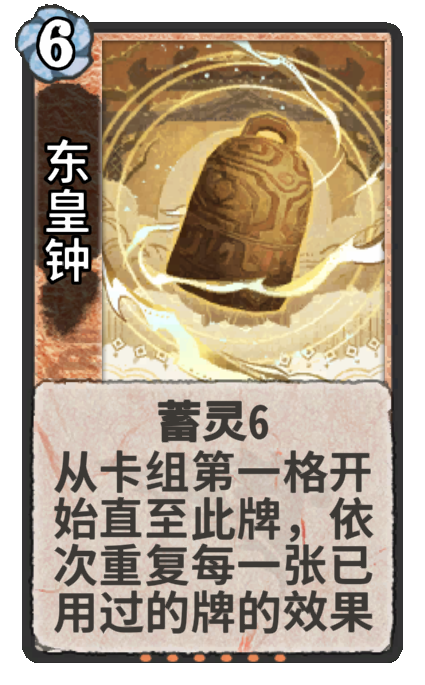 6
东皇钟
蓄灵6
从卡组第一格开
始直至此牌，依
次重复每一张已
用过的牌的效果